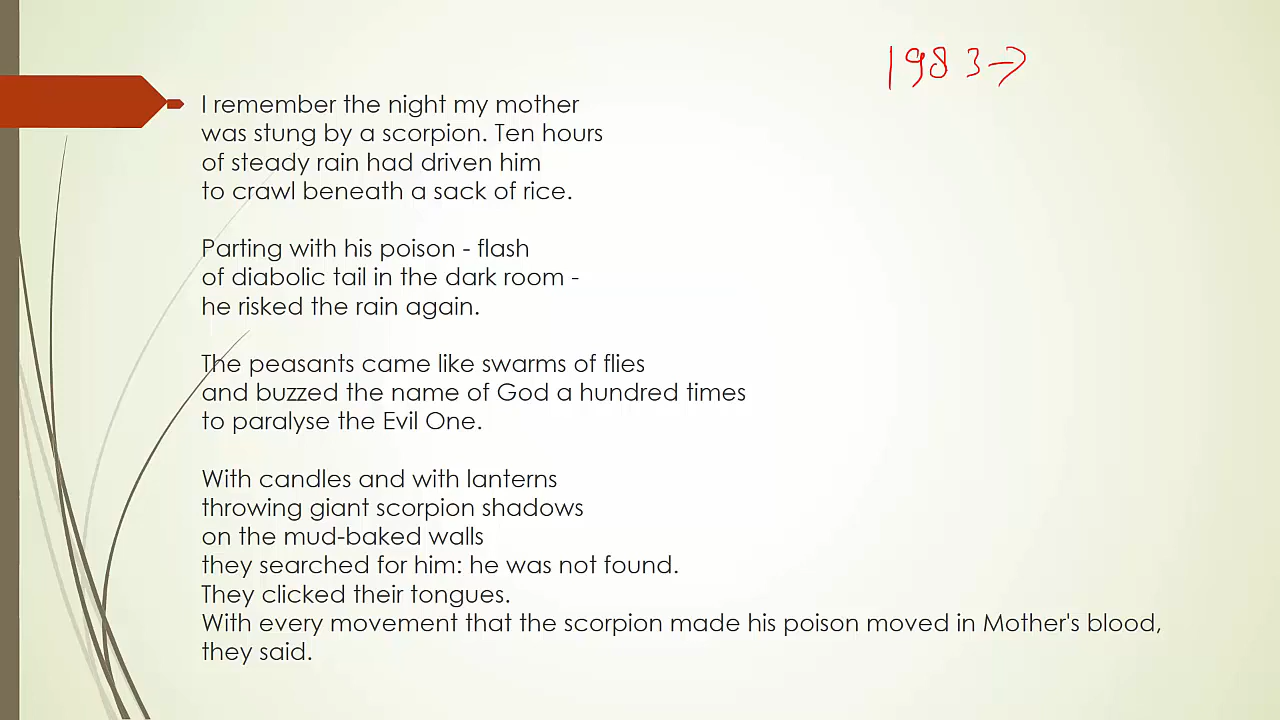 1983→
I remember the night my mother
was stung by a scorpion. Ten hours
of steady rain had driven him
to crawl beneath a sack of rice.
Parting with his poison - flash
of diabolic tail in the dark room -
he risked the rain again.
The peasants came like swarms of flies
and buzzed the name of God a hundred times
to paralyse the Evil One.
With candles and with lanterns
throwing giant scorpion shadows
on the mud-baked walls
they searched for him: he was not found.
They clicked their tongues.
With every movement that the scorpion made his poison moved in Mother's blood,
they said.